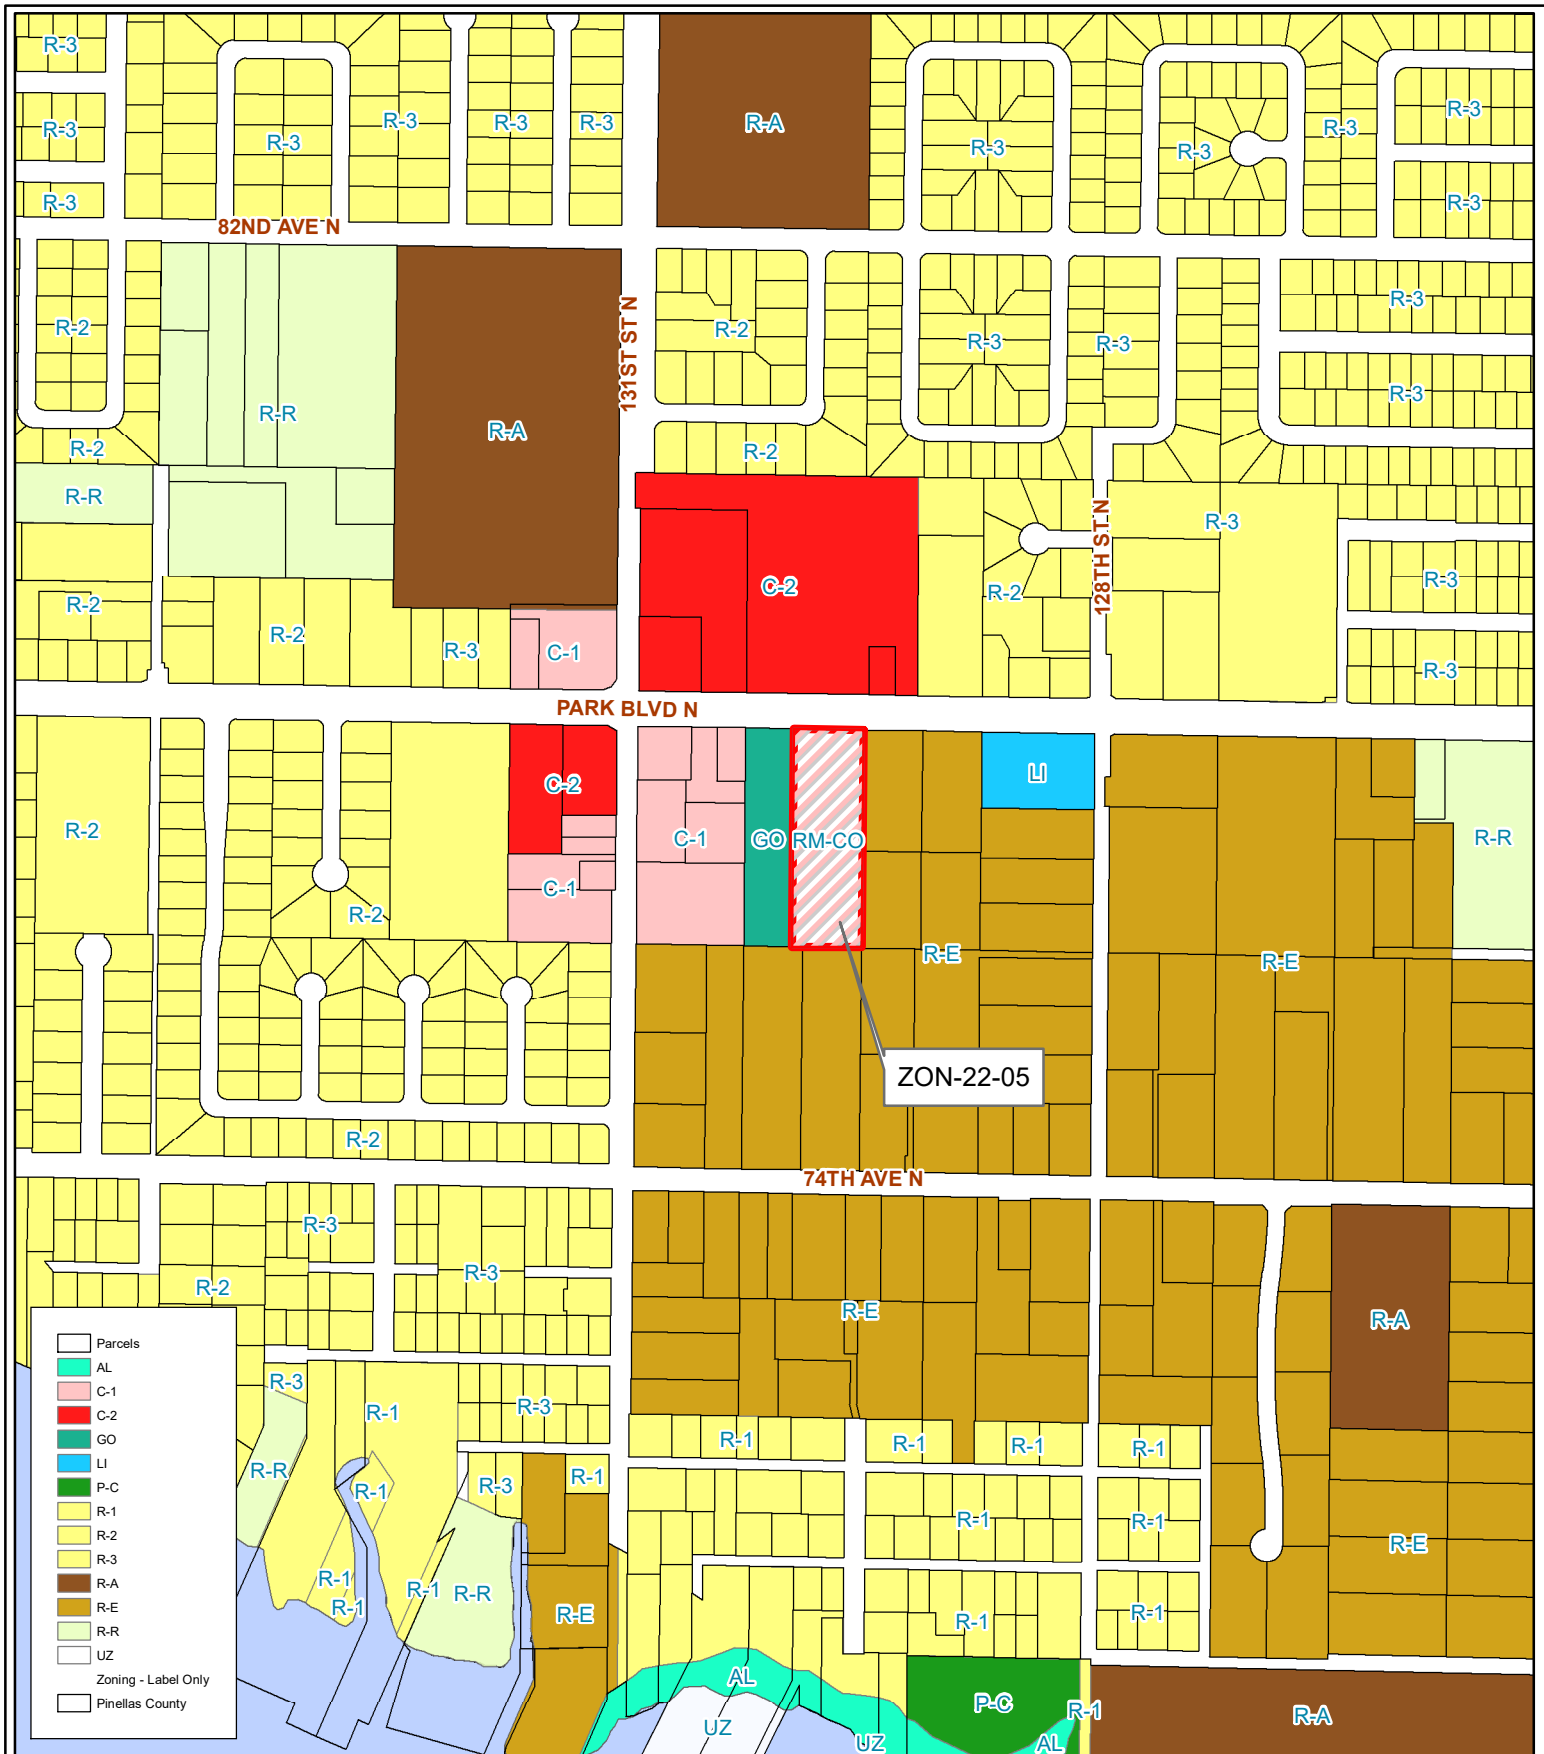 R-3
R-3
R-3
R-3
R-3
R-3
R-3
R-A
R-3
R-3
R-3
R-3
R-3
R-3
82ND AVE N
131ST ST N
R-2
R-R
R-A
R-2
R-3
R-3
R-3
R-3
R-2
R-R
R-2
C-2
R-2
128TH ST N
R-3
R-3
R-3
R-2
R-2
R-3
C-1
PARK BLVD N
R-2
R-2
C-2
C-1
C-1
GO
RM-CO
LI
R-R
R-E
R-E
ZON-22-05
R-2
74TH AVE N
R-3
R-2
R-3
R-E
R-A
R-3
R-1
R-3
R-1
R-1
R-1
R-1
R-R
R-1
R-3
R-1
R-1
R-1
R-E
R-1
R-1
R-1
R-R
R-E
R-1
R-1
AL
UZ
UZ
P-C
AL
R-1
R-A
Parcels
AL
C-1
C-2
GO
LI
P-C
R-1
R-2
R-3
R-A
R-E
R-R
UZ
Zoning - Label Only
Pinellas County